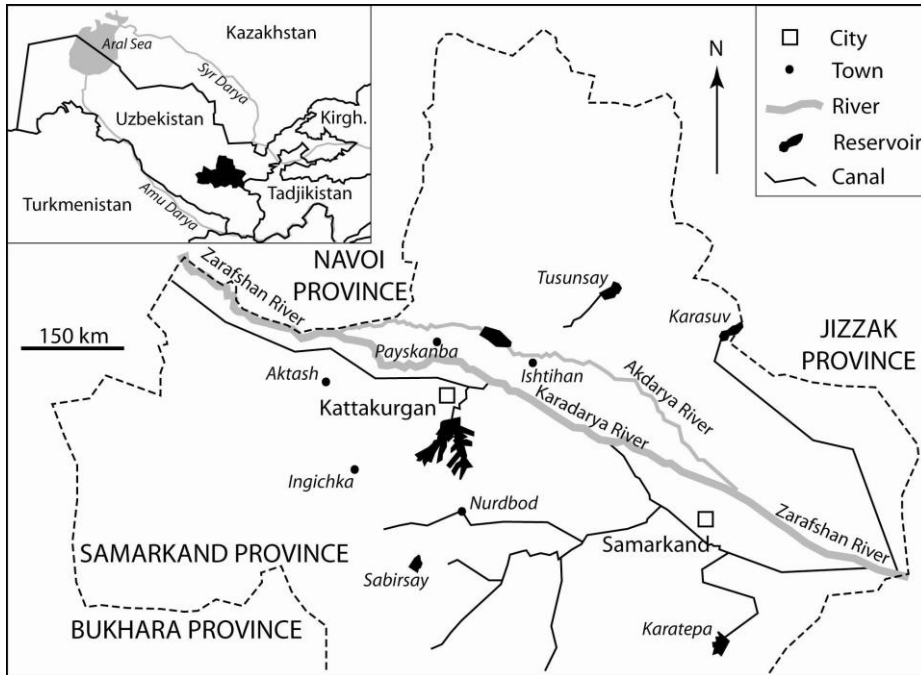 Aral Sea
Kazakhstan
Syr Darya
Uzbekistan
Kirgh.
Turkmenistan
Amu Darya
Tadjikistan
N
City
Town
River
Reservoir
Canal
150 km
Zarafshan River
NAVOI
PROVINCE
Tusunsay
Karasuv
JIZZAK
PROVINCE
Payskanba
Ishtihan
Akdarya River
Aktash
Kattakurgan
Karadarya River
Ingichka
Nurdbod
Samarkand
Zarafshan River
SAMARKAND PROVINCE
Sabirsay
BUKHARA PROVINCE
Karatepa